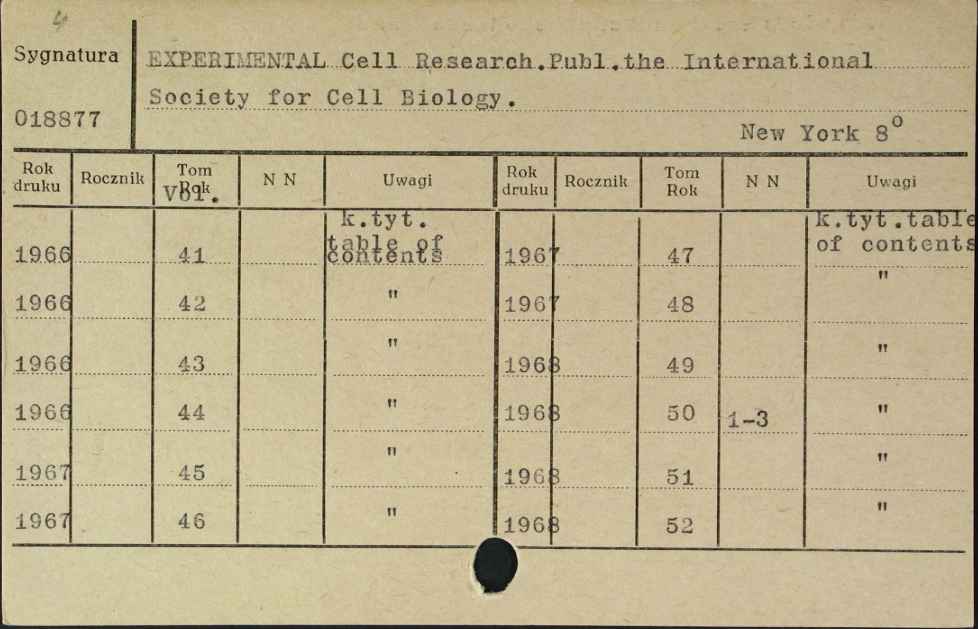 Sygnatura
EXPERIMENTAL Cell Research.Publ.the International
Society for Cell Biology.
018877
New York 8⁰
Rok druku Rocznik Tom Rok Vol. N N Uwagi Rok druku Rocznik Tom Rok N N Uwagi
1966 41 k.tyt. table of contents 1967 47 k.tyt.table of contents
1966 42 " 1967 48 "
1966 43 " 1968 49 "
1966 44 " 1968 50 1-3 "
1967 45 " 1968 51 "
1967 46 " 1968 52 "